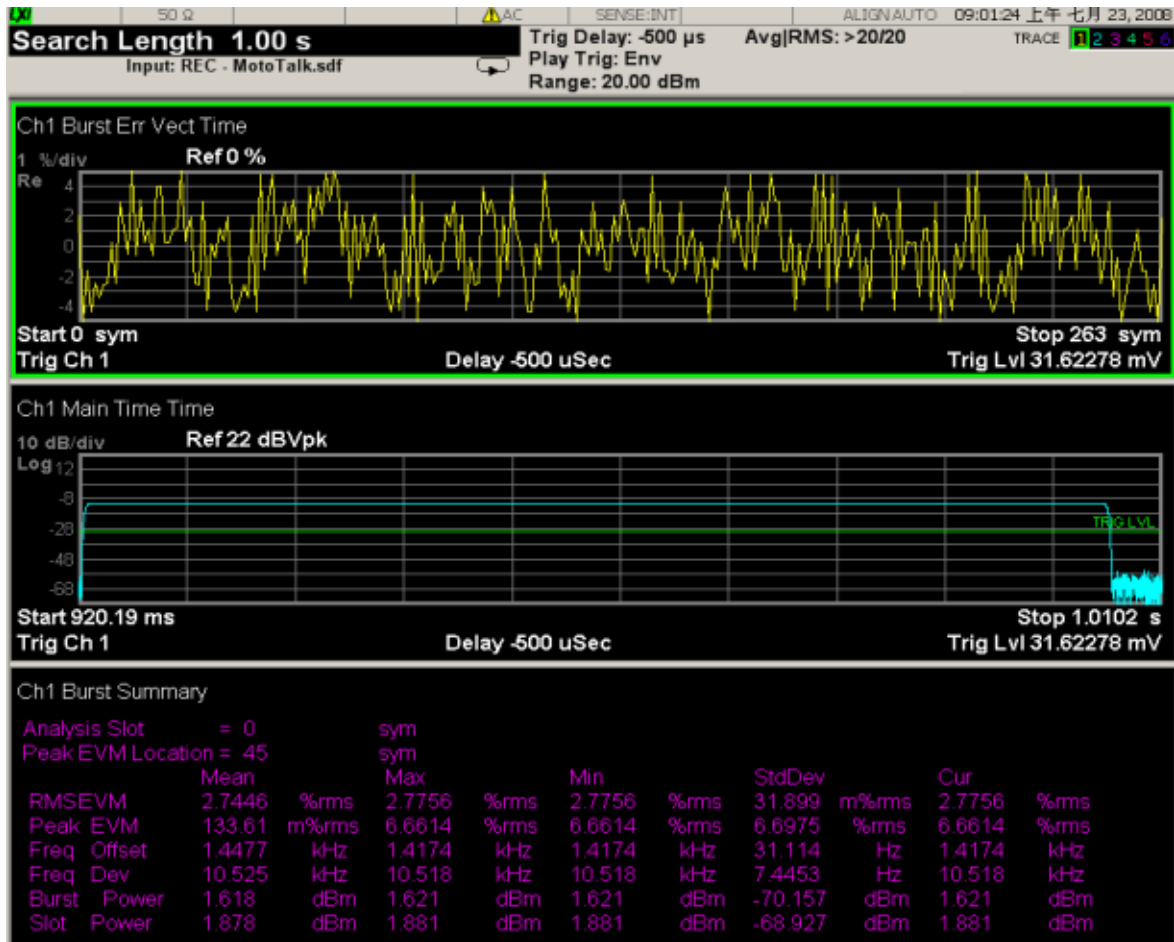 LXI 50 Ω AC SENSE:INT ALIGN AUTO 09:01:24 上午 七月 23, 2008
Search Length 1.00 s
Input: REC - MotoTalk.sdf
Trig Delay: -500 µs
Play Trig: Env
Range: 20.00 dBm
Avg|RMS: >20/20
TRACE 1 2 3 4 5 6
Ch1 Burst Err Vect Time
1 %/div Ref 0 %
Re 4
2
0
-2
-4
Start 0 sym Stop 263 sym
Trig Ch 1 Delay -500 uSec Trig Lvl 31.62278 mV
Ch1 Main Time Time
10 dB/div Ref 22 dBVpk
Log 12
-8
-28
TRIG LVL
-48
-68
Start 920.19 ms Stop 1.0102 s
Trig Ch 1 Delay -500 uSec Trig Lvl 31.62278 mV
Ch1 Burst Summary
Analysis Slot = 0 sym
Peak EVM Location = 45 sym
Mean Max Min StdDev Cur
RMSEVM 2.7446 %rms 2.7756 %rms 2.7756 %rms 31.899 m%rms 2.7756 %rms
Peak EVM 133.61 m%rms 6.6614 %rms 6.6614 %rms 6.6975 %rms 6.6614 %rms
Freq Offset 1.4477 kHz 1.4174 kHz 1.4174 kHz 31.114 Hz 1.4174 kHz
Freq Dev 10.525 kHz 10.518 kHz 10.518 kHz 7.4453 Hz 10.518 kHz
Burst Power 1.618 dBm 1.621 dBm 1.621 dBm -70.157 dBm 1.621 dBm
Slot Power 1.878 dBm 1.881 dBm 1.881 dBm -68.927 dBm 1.881 dBm